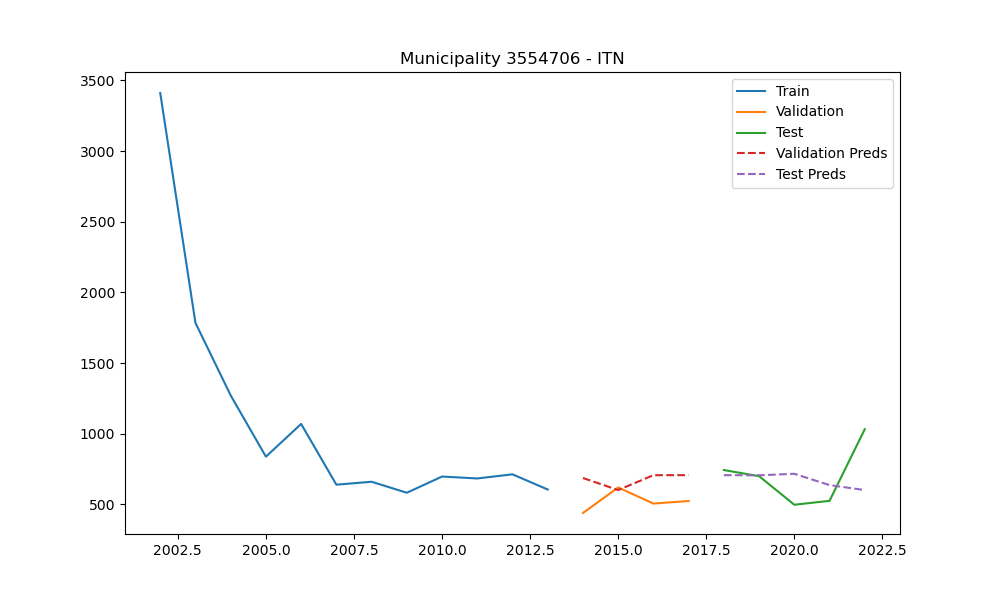 Municipality 3554706 - ITN
3500
3000
2500
2000
1500
1000
500
Train
Validation
Test
Validation Preds
Test Preds
2002.5 2005.0 2007.5 2010.0 2012.5 2015.0 2017.5 2020.0 2022.5